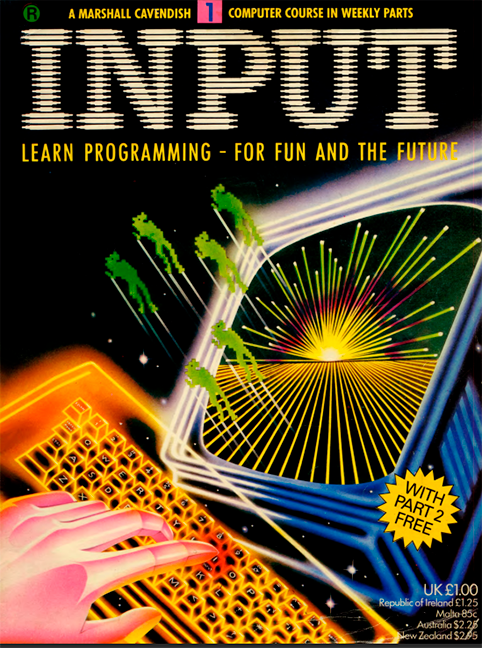 R
A MARSHALL CAVENDISH 1 COMPUTER COURSE IN WEEKLY PARTS
INPUT
LEARN PROGRAMMING - FOR FUN AND THE FUTURE
WITH
PART 2
FREE
UK £1.00
Republic of Ireland £1.25
Malta 85c
Australia $2.25
New Zealand $2.95